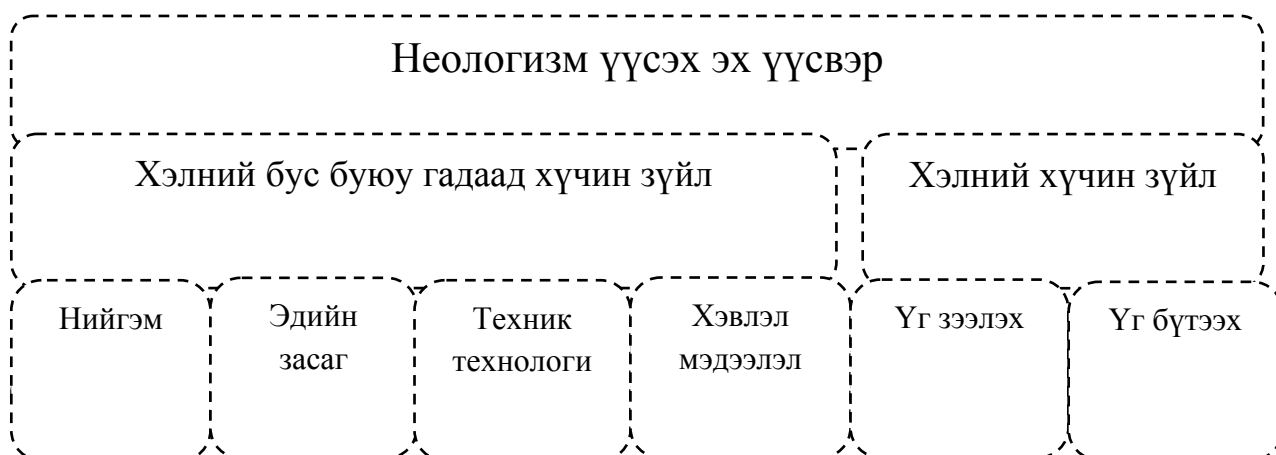 Неологизм үүсэх эх үүсвэр
Хэлний бус буюу гадаад хүчин зүйл
Хэлний хүчин зүйл
Нийгэм
Эдийн
засаг
Техник
технологи
Хэвлэл
мэдээлэл
Үг зээлэх
Үг бүтээх